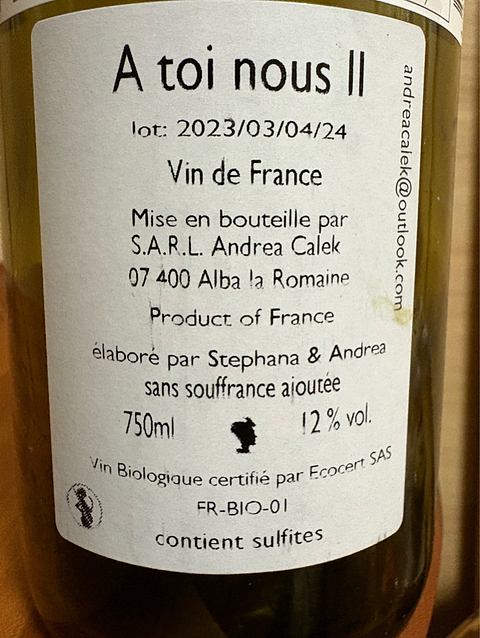 A toi nous II
lot: 2023/03/04/24
Vin de France
Mise en bouteille par
S.A.R.L. Andrea Calek
07 400 Alba la Romaine
Product of France
élaboré par Stephana & Andrea
sans souffrance ajoutée
750ml 12 % vol.
Vin Biologique certifié par Ecocert SAS
FR-BIO-01
contient sulfites
andreacalek@outlook.com